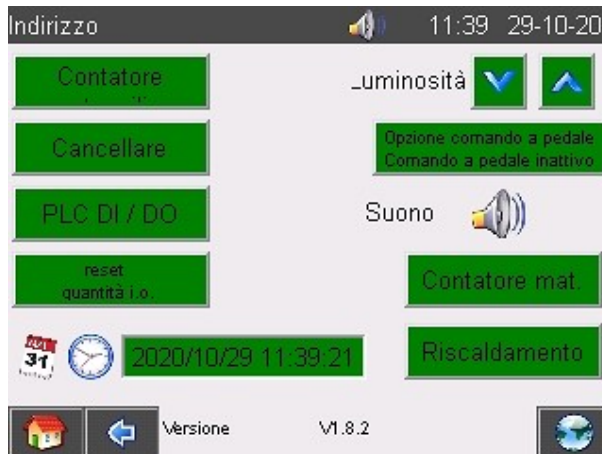 Indirizzo 11:39 29-10-20
Contatore
Luminosità
Cancellare
Opzione comando a pedale
Comando a pedale inattivo
PLC DI / DO
Suono
reset
quantità i.o.
Contatore mat.
31
2020/10/29 11:39:21
Riscaldamento
Versione V1.8.2